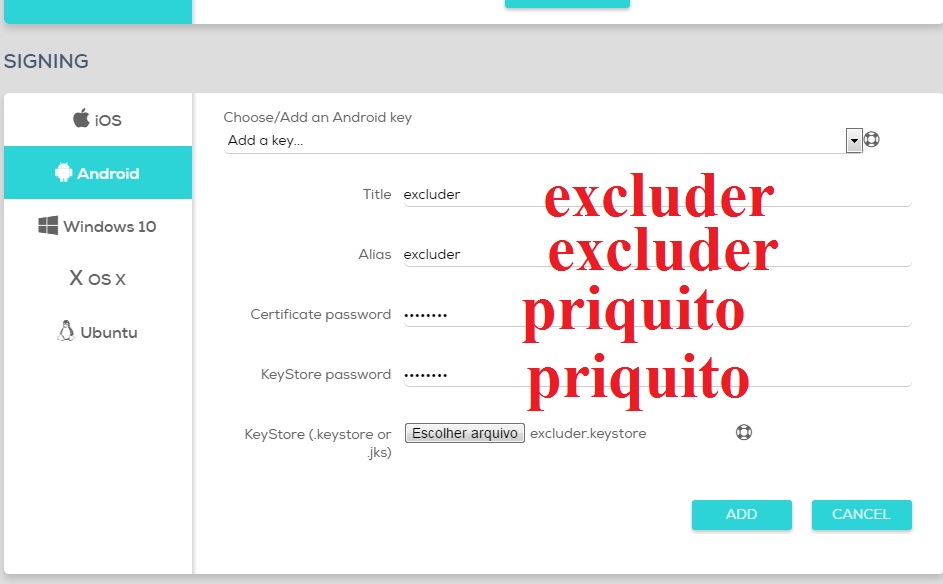 SIGNING
iOS
Android
Windows 10
X OS X
Ubuntu
Choose/Add an Android key
Add a key...
Title excluder excluder
Alias excluder excluder
Certificate password •••••••• priquito
KeyStore password •••••••• priquito
KeyStore (.keystore or Escolher arquivo excluder.keystore
.jks)
ADD CANCEL